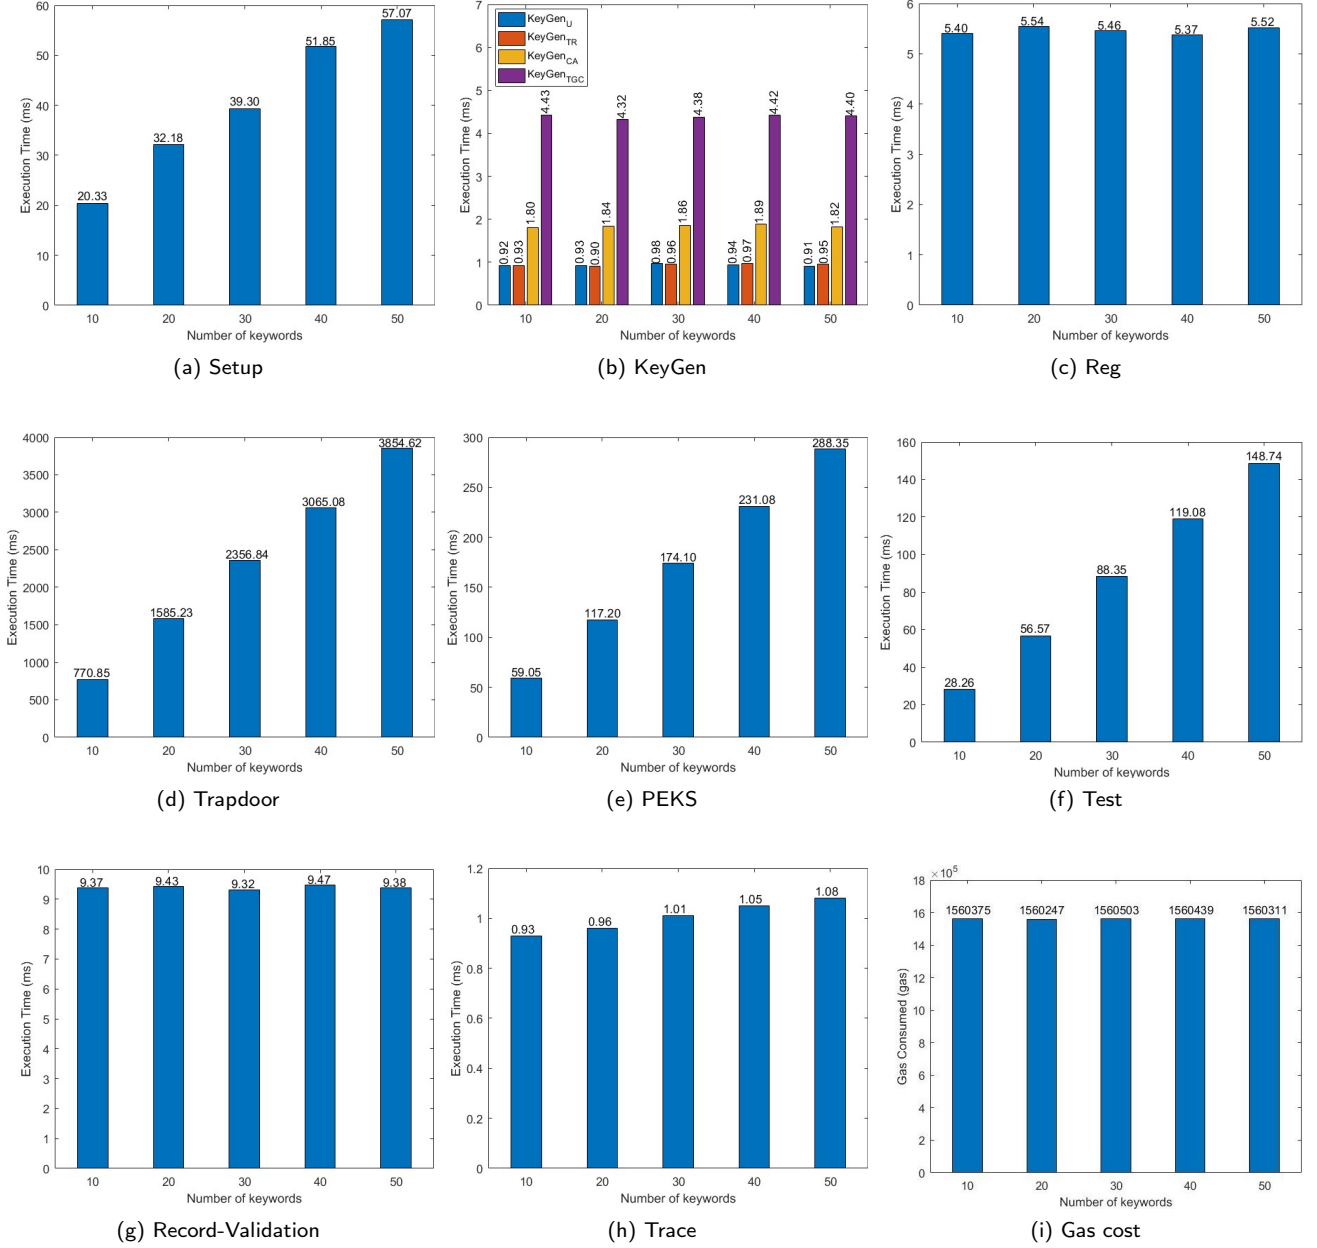 60
50
40
30
20
10
0
Execution Time (ms)
20.33
32.18
39.30
51.85
57.07
10 20 30 40 50
Number of keywords
(a) Setup
7
6
5
4
3
2
1
0
Execution Time (ms)
KeyGen_U
KeyGen_TR
KeyGen_CA
KeyGen_TGC
0.92 0.93 1.80 4.43
0.93 0.90 1.84 4.32
0.98 0.96 1.86 4.38
0.94 0.97 1.89 4.42
0.91 0.95 1.82 4.40
10 20 30 40 50
Number of keywords
(b) KeyGen
6
5
4
3
2
1
0
Execution Time (ms)
5.40 5.54 5.46 5.37 5.52
10 20 30 40 50
Number of keywords
(c) Reg
4000
3500
3000
2500
2000
1500
1000
500
0
Execution Time (ms)
770.85
1585.23
2356.84
3065.08
3854.62
10 20 30 40 50
Number of keywords
(d) Trapdoor
300
250
200
150
100
50
0
Execution Time (ms)
59.05
117.20
174.10
231.08
288.35
10 20 30 40 50
Number of keywords
(e) PEKS
160
140
120
100
80
60
40
20
0
Execution Time (ms)
28.26
56.57
88.35
119.08
148.74
10 20 30 40 50
Number of keywords
(f) Test
10
9
8
7
6
5
4
3
2
1
0
Execution Time (ms)
9.37 9.43 9.32 9.47 9.38
10 20 30 40 50
Number of keywords
(g) Record-Validation
1.2
1
0.8
0.6
0.4
0.2
0
Execution Time (ms)
0.93 0.96 1.01 1.05 1.08
10 20 30 40 50
Number of keywords
(h) Trace
×10⁵
18
16
14
12
10
8
6
4
2
0
Gas Consumed (gas)
1560375 1560247 1560503 1560439 1560311
10 20 30 40 50
Number of keywords
(i) Gas cost